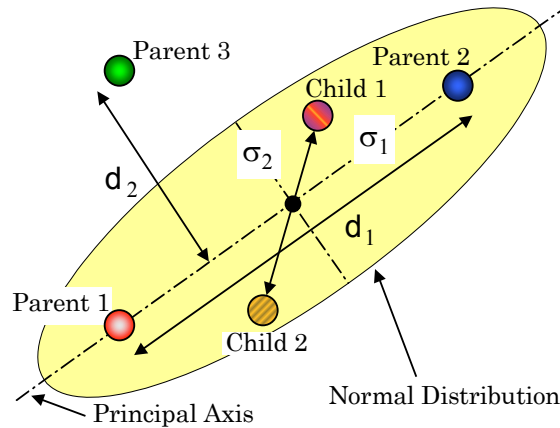 Parent 3
Parent 2
Child 1
σ1
σ2
d2
d1
Parent 1
Child 2
Normal Distribution
Principal Axis